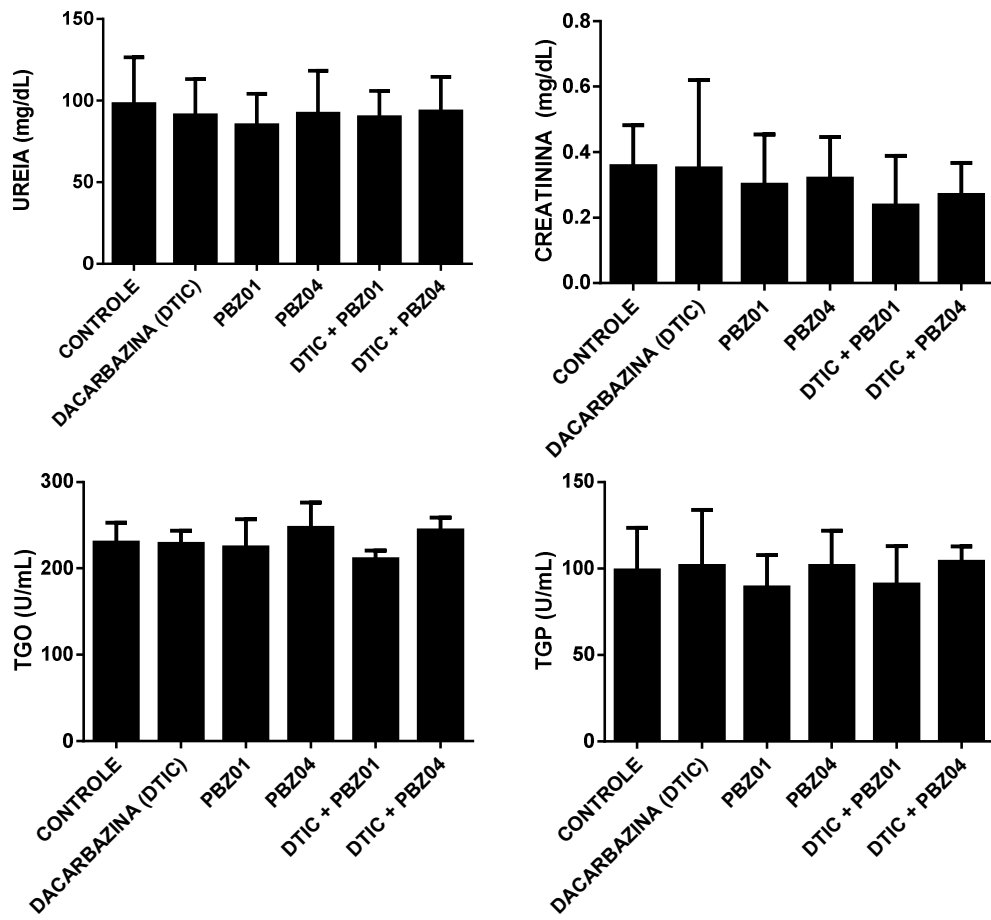 UREIA (mg/dL)
150
100
50
0
CONTROLE
DACARBAZINA (DTIC)
PBZ01
PBZ04
DTIC + PBZ01
DTIC + PBZ04
CREATININA (mg/dL)
0.8
0.6
0.4
0.2
0.0
CONTROLE
DACARBAZINA (DTIC)
PBZ01
PBZ04
DTIC + PBZ01
DTIC + PBZ04
TGO (U/mL)
300
200
100
0
CONTROLE
DACARBAZINA (DTIC)
PBZ01
PBZ04
DTIC + PBZ01
DTIC + PBZ04
TGP (U/mL)
150
100
50
0
CONTROLE
DACARBAZINA (DTIC)
PBZ01
PBZ04
DTIC + PBZ01
DTIC + PBZ04